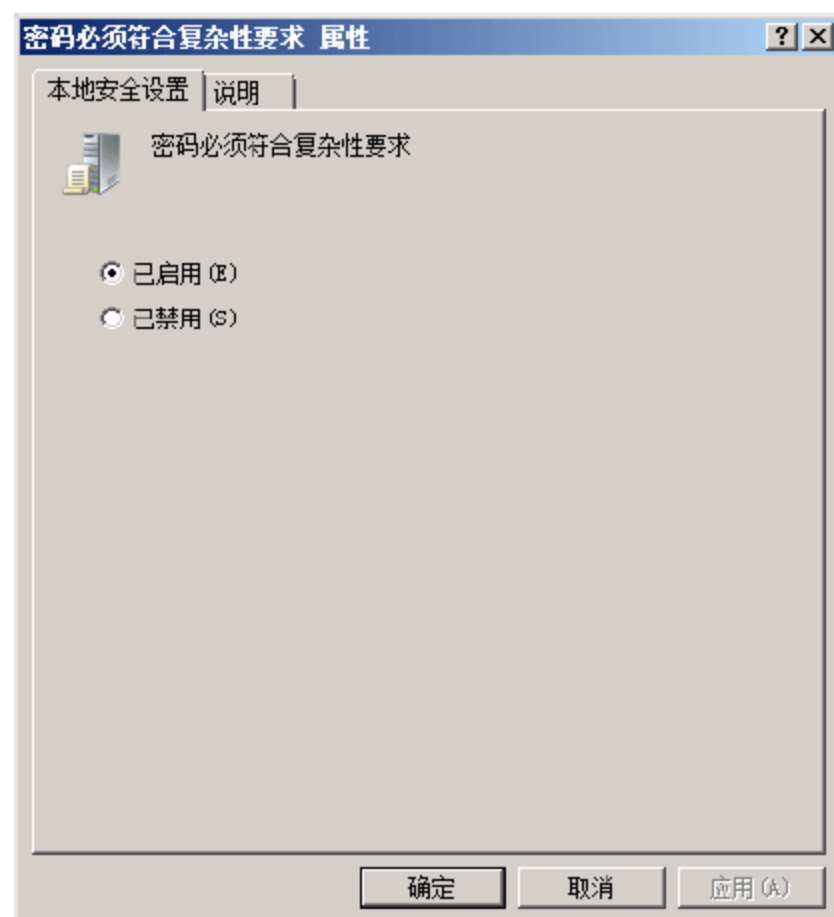 密码必须符合复杂性要求 属性
本地安全设置 说明
密码必须符合复杂性要求
已启用(E)
已禁用(S)
确定 取消 应用(A)